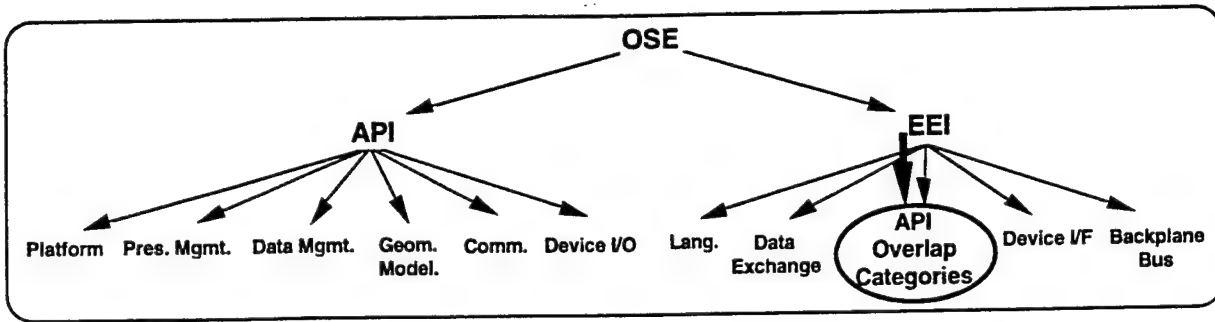 OSE
API
EEI
Platform
Pres. Mgmt.
Data Mgmt.
Geom.
Model.
Comm.
Device I/O
Lang.
Data
Exchange
API
Overlap
Categories
Device I/F
Backplane
Bus